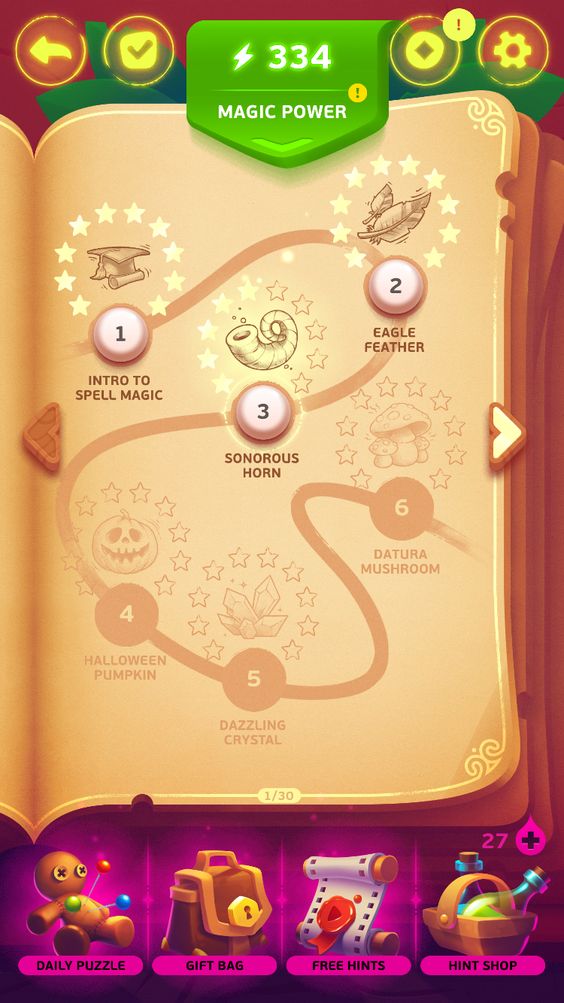 334
!
MAGIC POWER
!
1
INTRO TO
SPELL MAGIC
2
EAGLE
FEATHER
3
SONOROUS
HORN
4
HALLOWEEN
PUMPKIN
5
DAZZLING
CRYSTAL
6
DATURA
MUSHROOM
1/30
27
DAILY PUZZLE
GIFT BAG
FREE HINTS
HINT SHOP